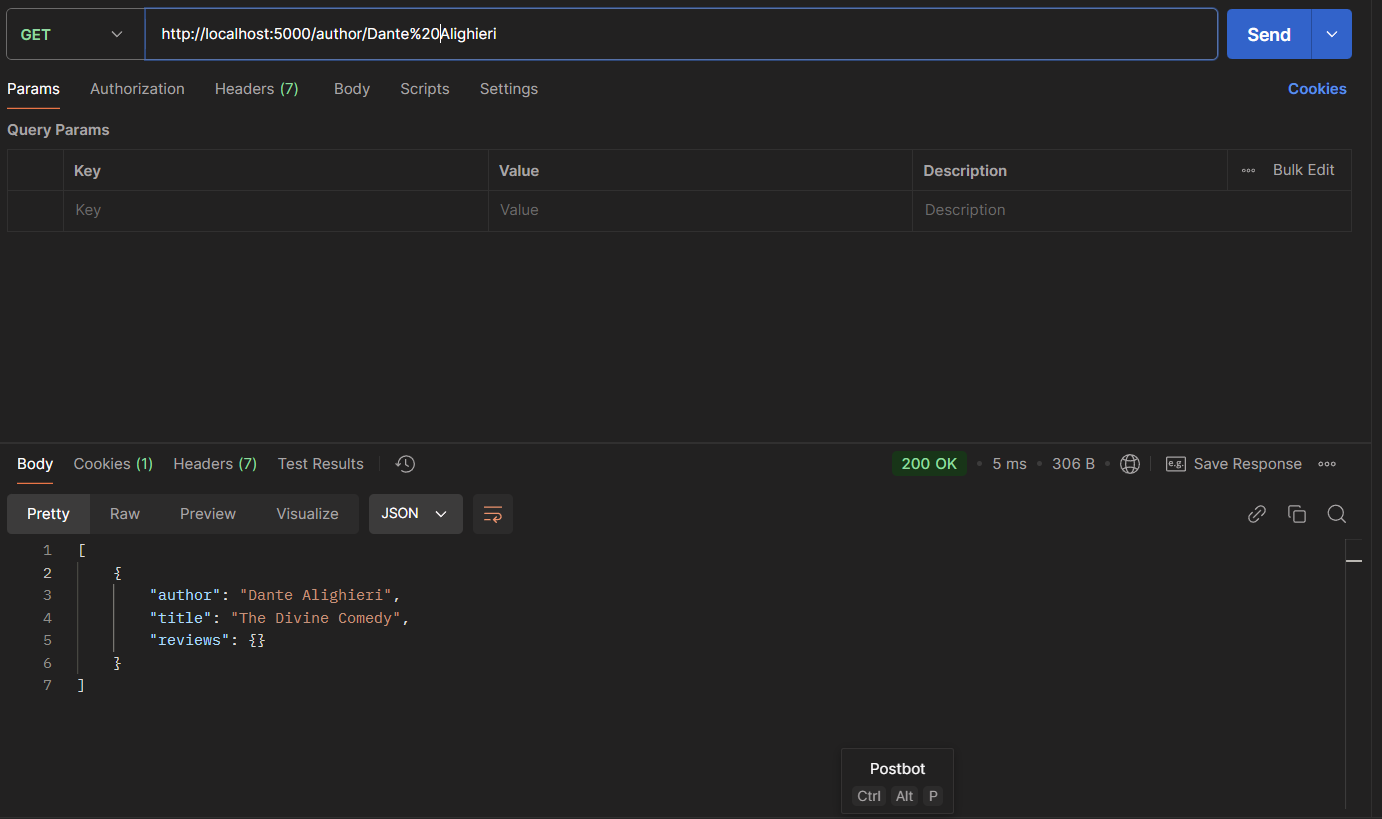 GET http://localhost:5000/author/Dante%20Alighieri Send
Params Authorization Headers (7) Body Scripts Settings Cookies
Query Params
Key Value Description Bulk Edit
Key Value Description
Body Cookies (1) Headers (7) Test Results 200 OK 5 ms 306 B e.g. Save Response
Pretty Raw Preview Visualize JSON
1 [
2 {
3 "author": "Dante Alighieri",
4 "title": "The Divine Comedy",
5 "reviews": {}
6 }
7 ]
Postbot
Ctrl Alt P